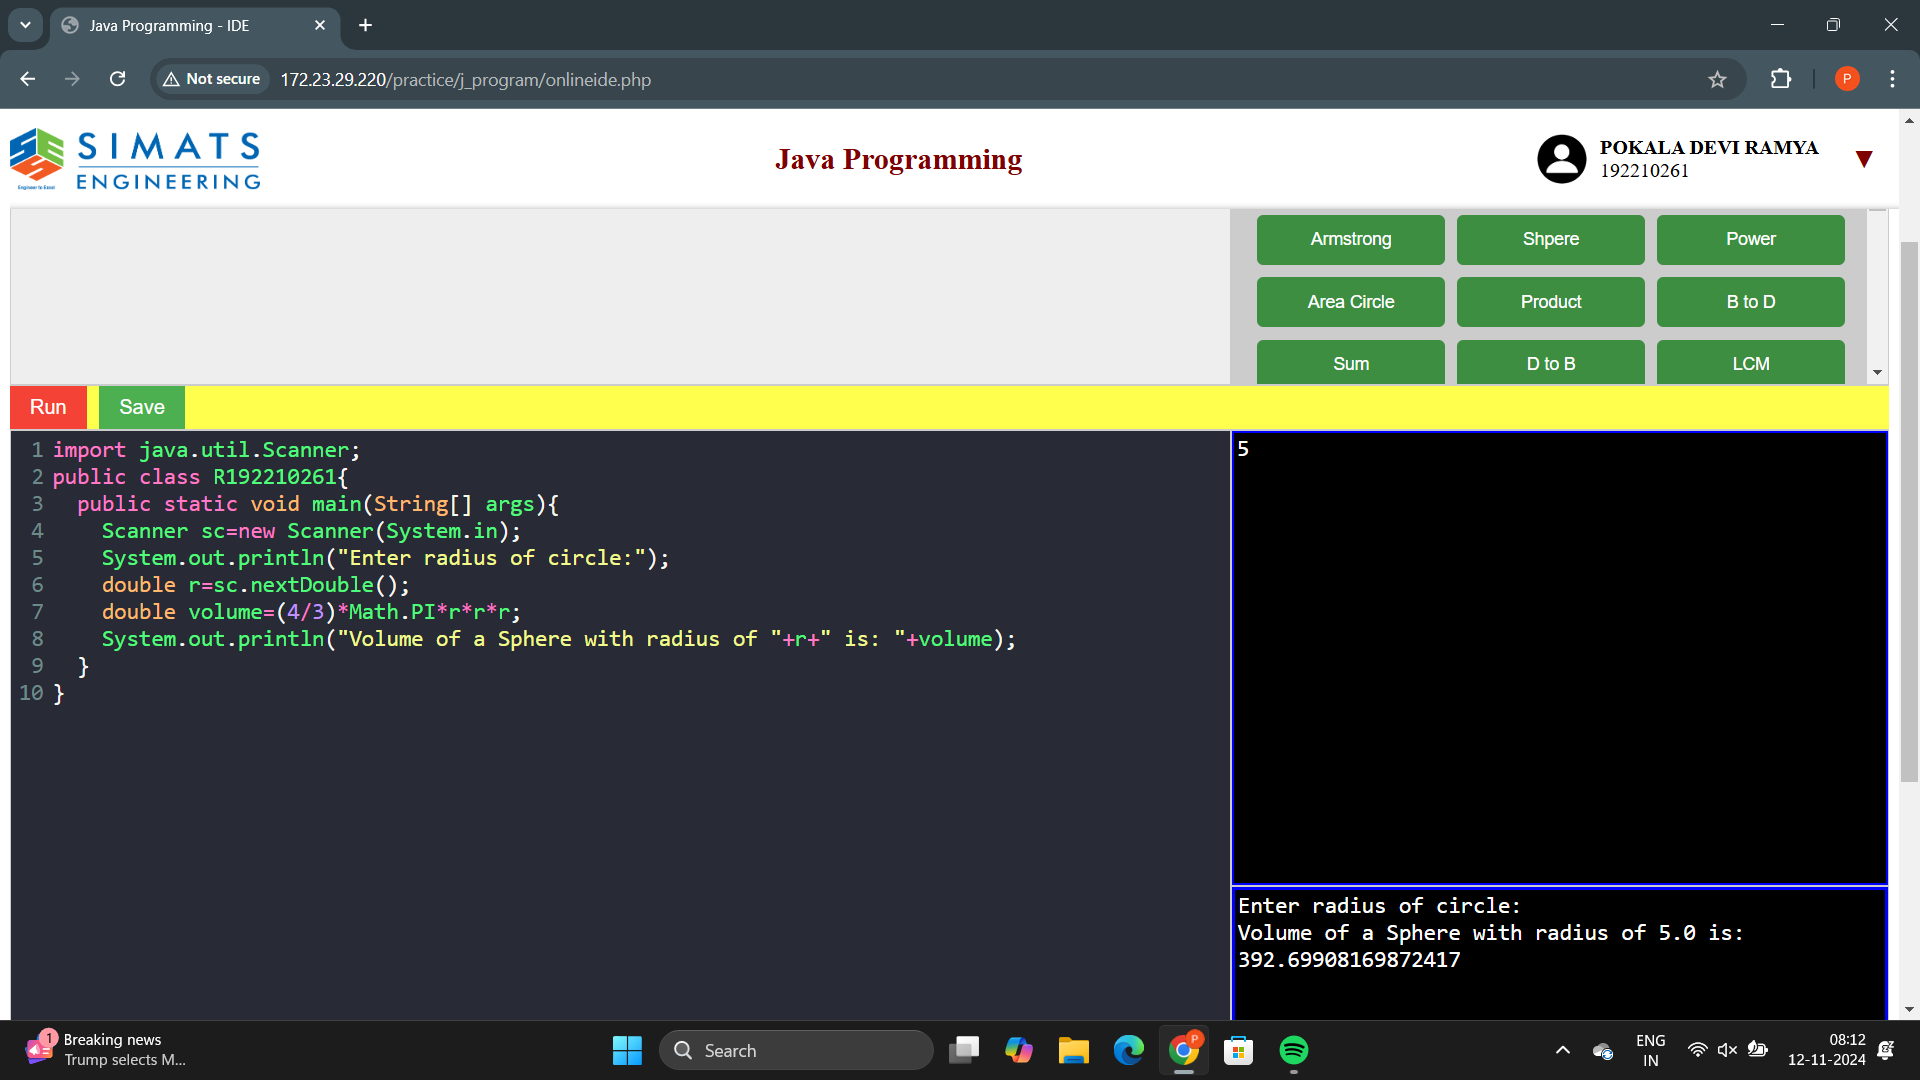 Java Programming - IDE
Not secure
172.23.29.220/practice/j_program/onlineide.php
P
SIMATS
ENGINEERING
Engineer to Excel
Java Programming
POKALA DEVI RAMYA
192210261
Armstrong
Shpere
Power
Area Circle
Product
B to D
Sum
D to B
LCM
Run
Save
1 import java.util.Scanner;
2 public class R192210261{
3 public static void main(String[] args){
4 Scanner sc=new Scanner(System.in);
5 System.out.println("Enter radius of circle:");
6 double r=sc.nextDouble();
7 double volume=(4/3)*Math.PI*r*r*r;
8 System.out.println("Volume of a Sphere with radius of "+r+" is: "+volume);
9 }
10 }
5
Enter radius of circle:
Volume of a Sphere with radius of 5.0 is:
392.69908169872417
1
Breaking news
Trump selects M...
Search
P
ENG
IN
08:12
12-11-2024